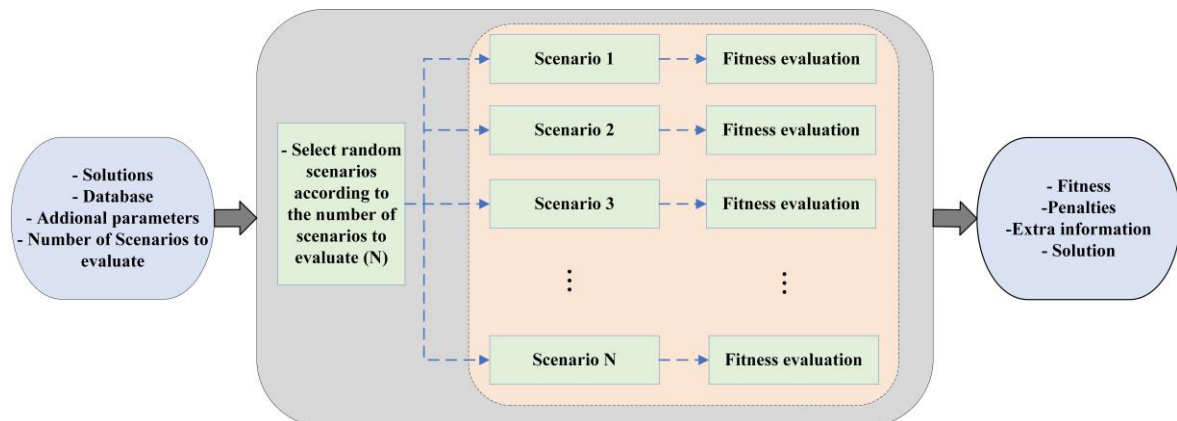 - Solutions
- Database
- Addional parameters
- Number of Scenarios to
evaluate
- Select random
scenarios
according to
the number of
scenarios to
evaluate (N)
Scenario 1
Fitness evaluation
Scenario 2
Fitness evaluation
Scenario 3
Fitness evaluation
⋮
⋮
Scenario N
Fitness evaluation
- Fitness
-Penalties
-Extra information
- Solution